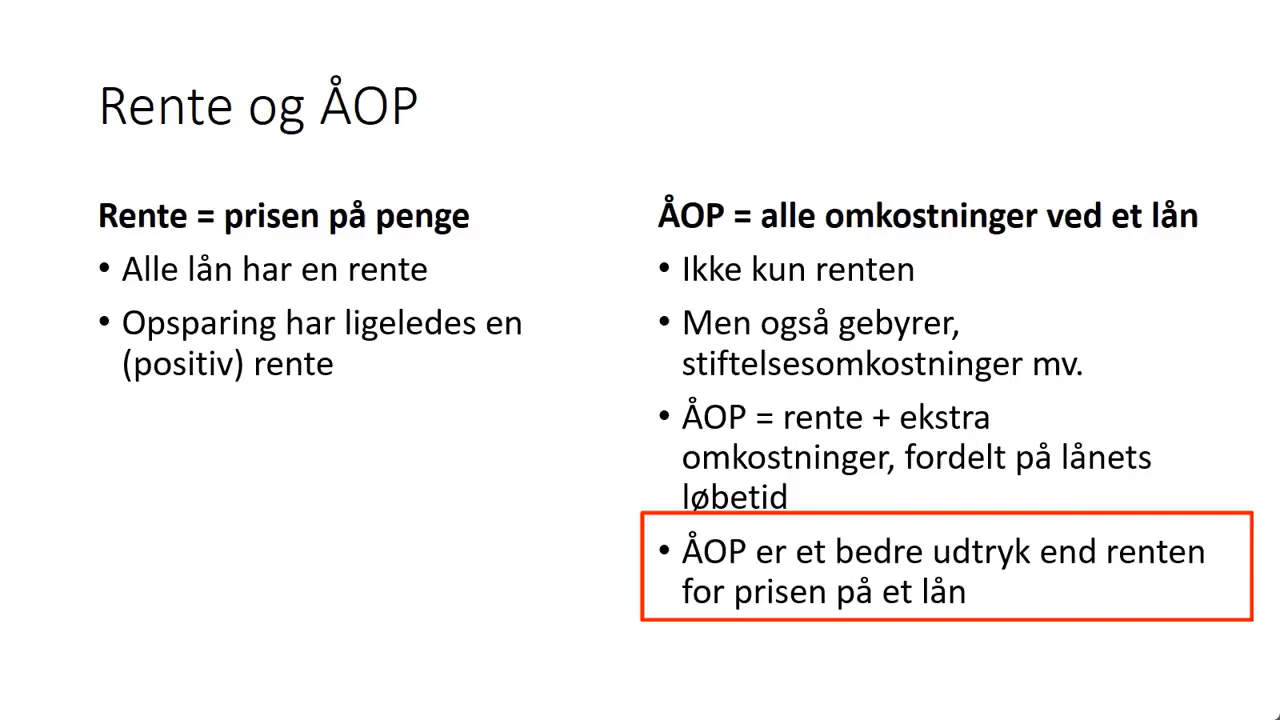 Rente og ÅOP
Rente = prisen på penge
• Alle lån har en rente
• Opsparing har ligeledes en
(positiv) rente
ÅOP = alle omkostninger ved et lån
• Ikke kun renten
• Men også gebyrer,
stiftelsesomkostninger mv.
• ÅOP = rente + ekstra
omkostninger, fordelt på lånets
løbetid
• ÅOP er et bedre udtryk end renten
for prisen på et lån